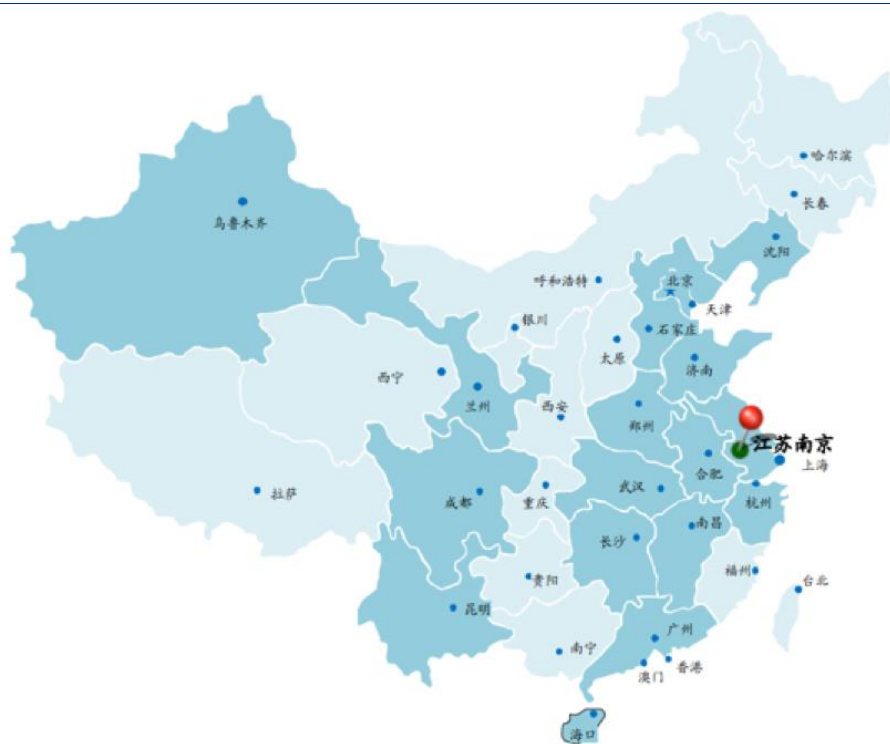 哈尔滨
长春
乌鲁木齐
沈阳
呼和浩特
北京
天津
银川
石家庄
太原
济南
西宁
兰州
西安
郑州
江苏南京
上海
合肥
拉萨
成都
重庆
武汉
杭州
南昌
长沙
福州
贵阳
台北
昆明
广州
南宁
香港
澳门
海口